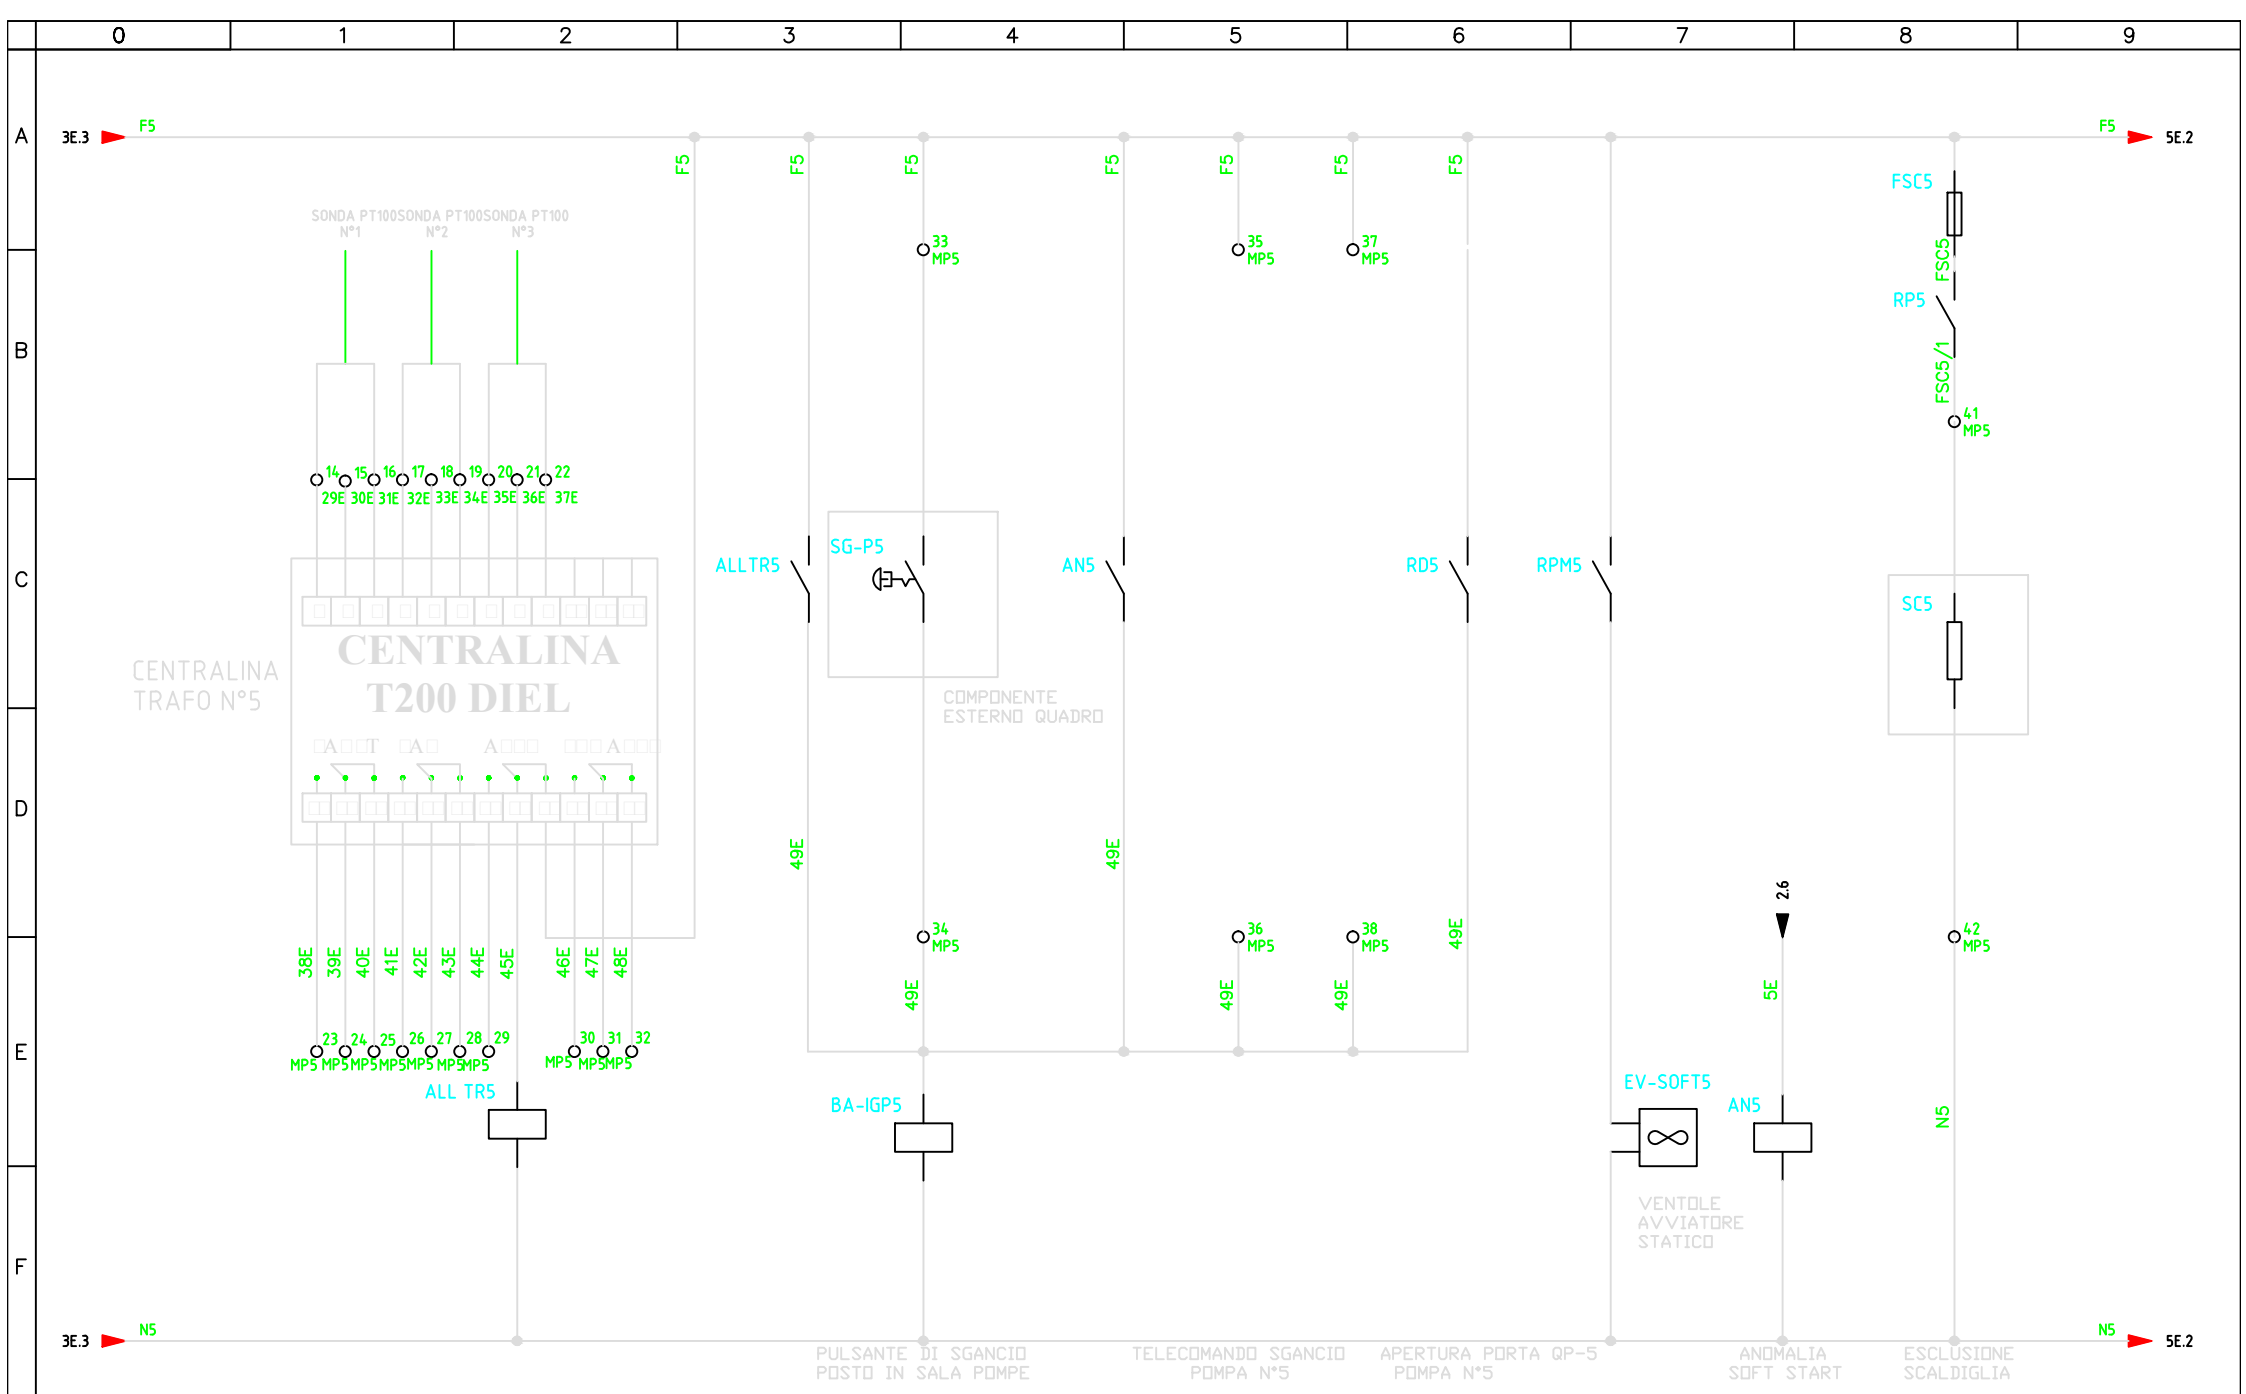 0 1 2 3 4 5 6 7 8 9
A
B
C
D
E
F
3E.3 F5
F5 5E.2
F5 F5 F5 F5 F5 F5 F5
SONDA PT100 SONDA PT100 SONDA PT100
N°1 N°2 N°3
33
MP5
35
MP5
37
MP5
FSC5
FSC5
RP5
FSC5/1
41
MP5
14 15 16 17 18 19 20 21 22
29E 30E 31E 32E 33E 34E 35E 36E 37E
ALLTR5
SG-P5
AN5
RD5
RPM5
SC5
CENTRALINA
TRAFO N°5
CENTRALINA
T200 DIEL
COMPONENTE
ESTERNO QUADRO
49E 49E 49E
2.6
34
MP5
36
MP5
38
MP5
42
MP5
38E 39E 40E 41E 42E 43E 44E 45E 46E 47E 48E
49E 49E 49E
5E
23 24 25 26 27 28 29 30 31 32
MP5 MP5 MP5 MP5 MP5 MP5 MP5 MP5 MP5 MP5
ALL TR5
BA-IGP5
EV-SOFT5
AN5
N5
VENTOLE
AVVIATORE
STATICO
3E.3 N5
N5 5E.2
PULSANTE DI SGANCIO
POSTO IN SALA POMPE
TELECOMANDO SGANCIO
POMPA N°5
APERTURA PORTA QP-5
POMPA N°5
ANOMALIA
SOFT START
ESCLUSIONE
SCALDIGLIA